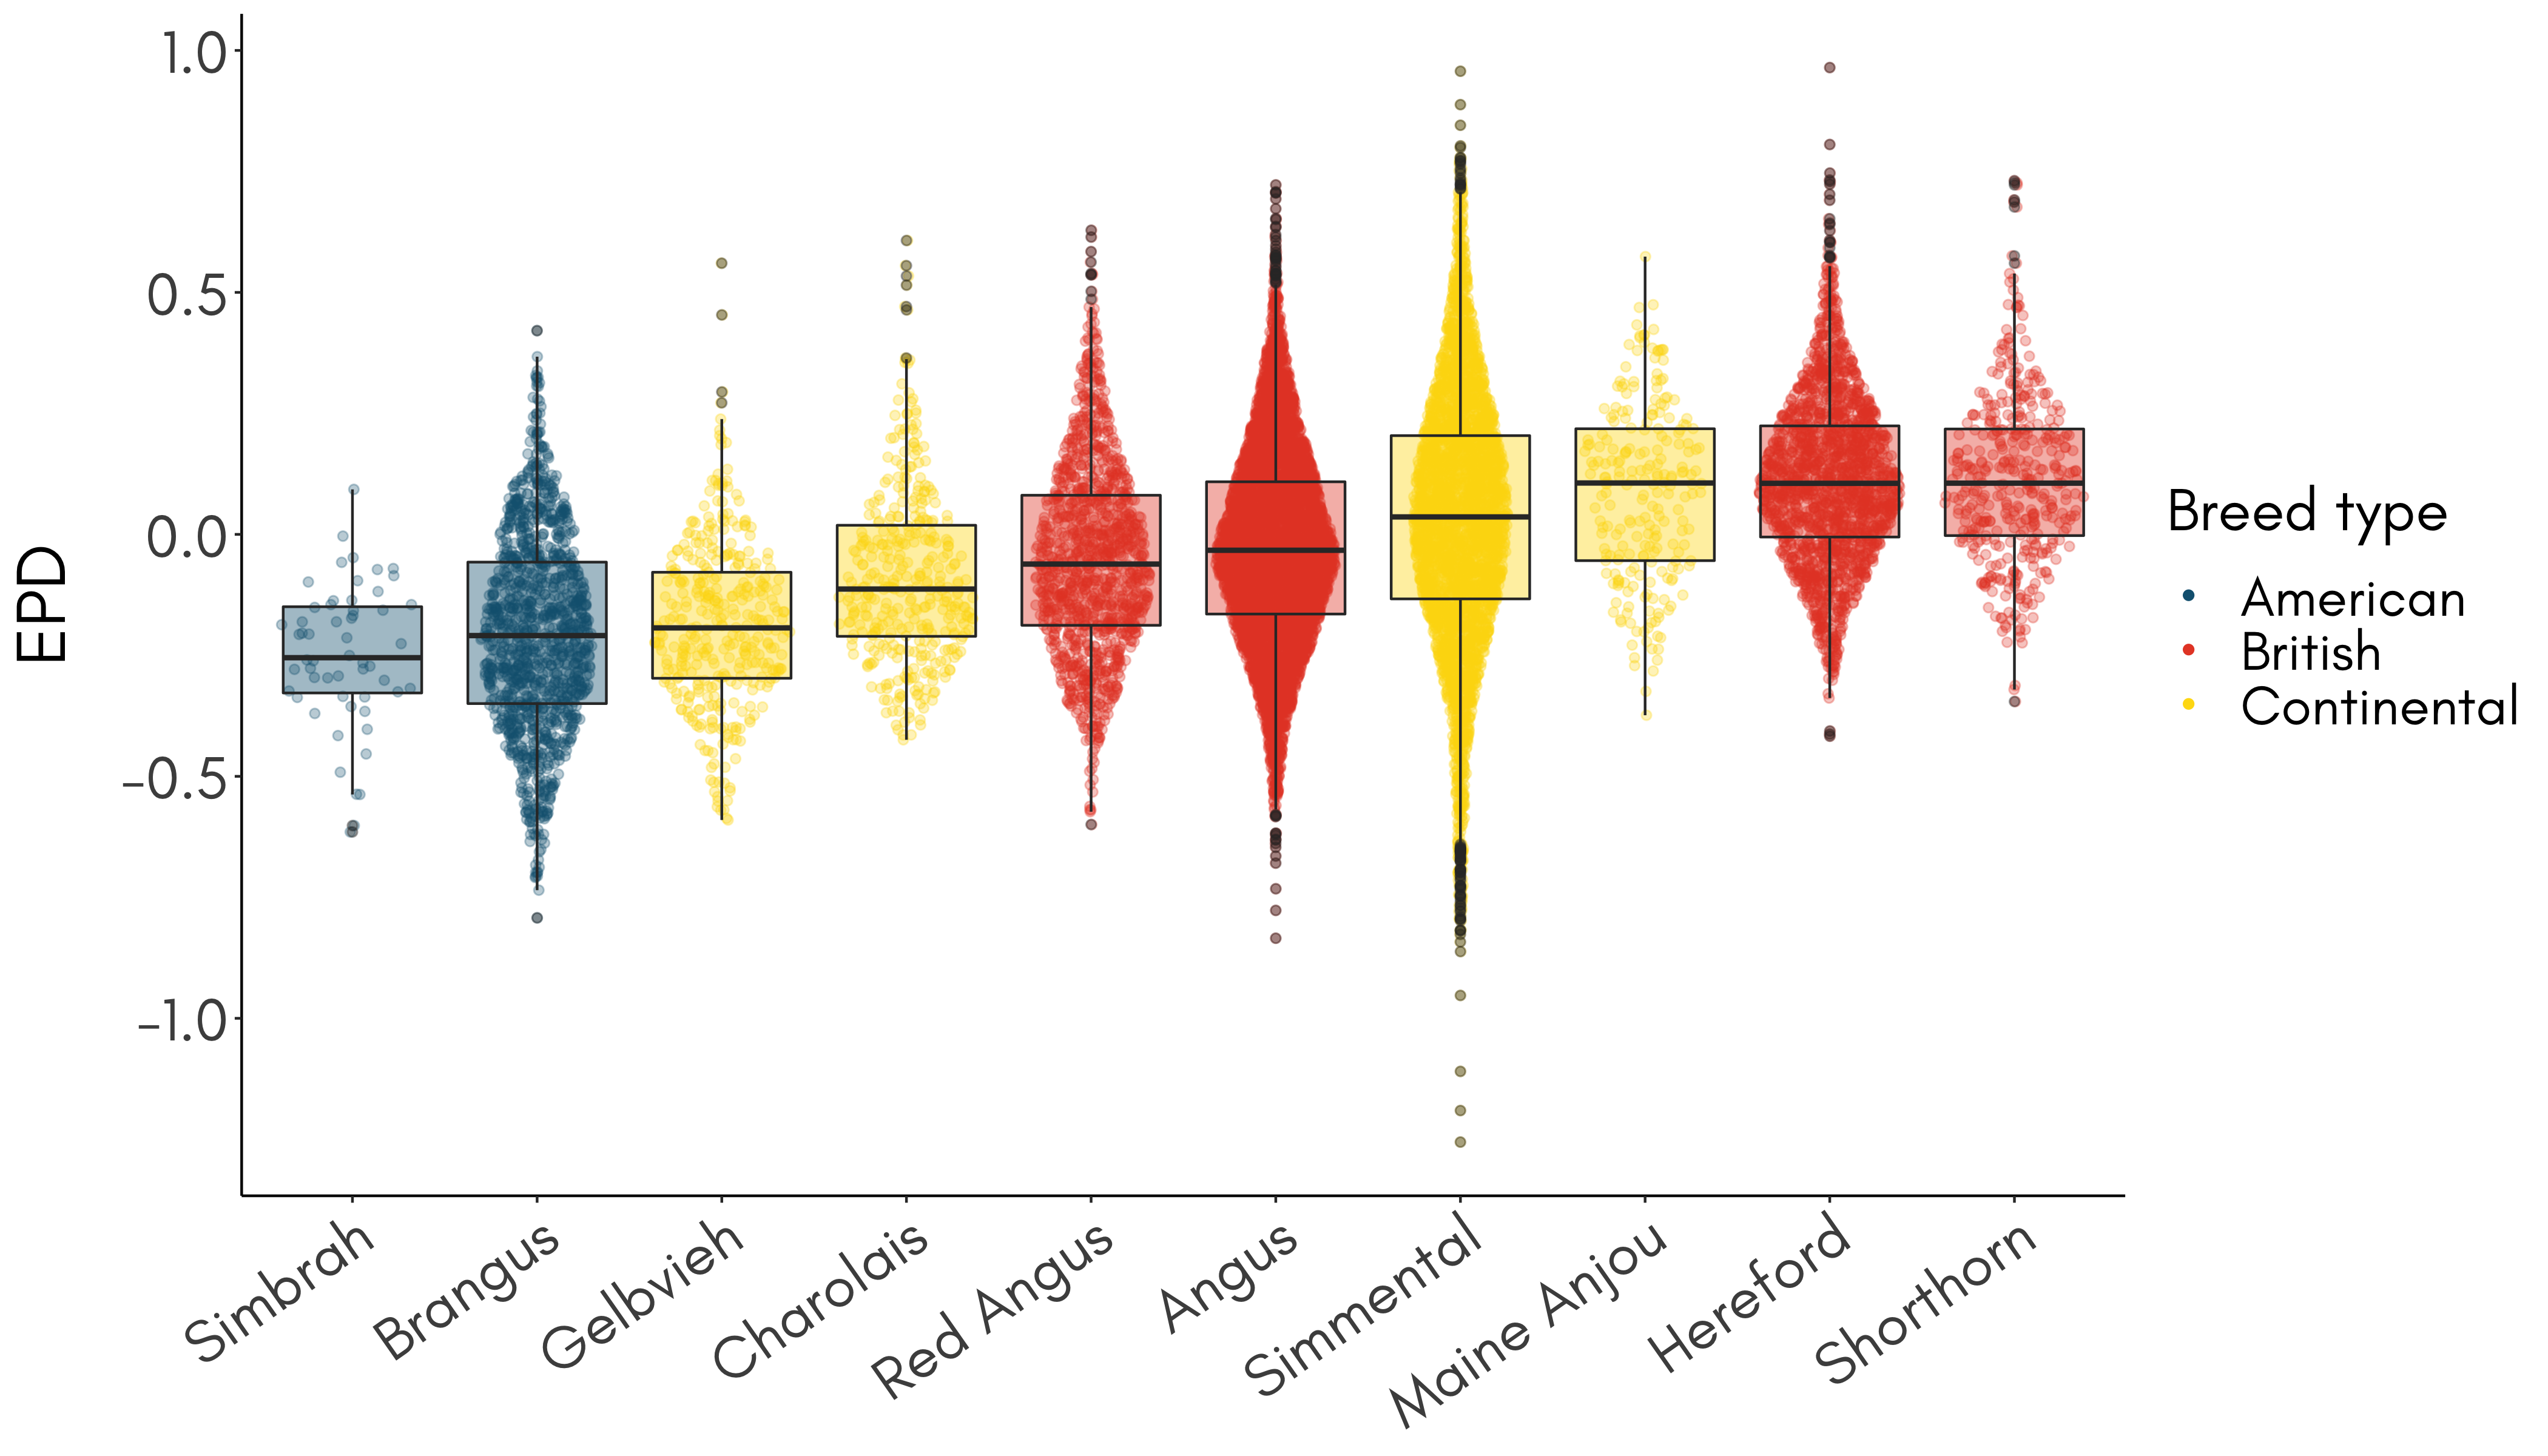 EPD
1.0
0.5
0.0
-0.5
-1.0
Simbrah
Brangus
Gelbvieh
Charolais
Red Angus
Angus
Simmental
Maine Anjou
Hereford
Shorthorn
Breed type
American
British
Continental